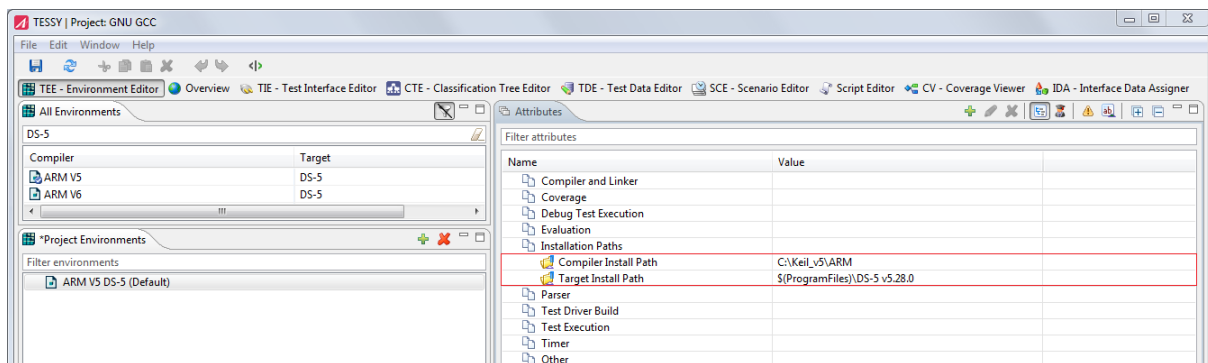 TESSY | Project: GNU GCC
File Edit Window Help
TEE - Environment Editor Overview TIE - Test Interface Editor CTE - Classification Tree Editor TDE - Test Data Editor SCE - Scenario Editor Script Editor CV - Coverage Viewer IDA - Interface Data Assigner
All Environments
DS-5
Compiler Target
ARM V5 DS-5
ARM V6 DS-5
*Project Environments
Filter environments
ARM V5 DS-5 (Default)
Attributes
Filter attributes
Name Value
Compiler and Linker
Coverage
Debug Test Execution
Evaluation
Installation Paths
Compiler Install Path C:\Keil_v5\ARM
Target Install Path $(ProgramFiles)\DS-5 v5.28.0
Parser
Test Driver Build
Test Execution
Timer
Other